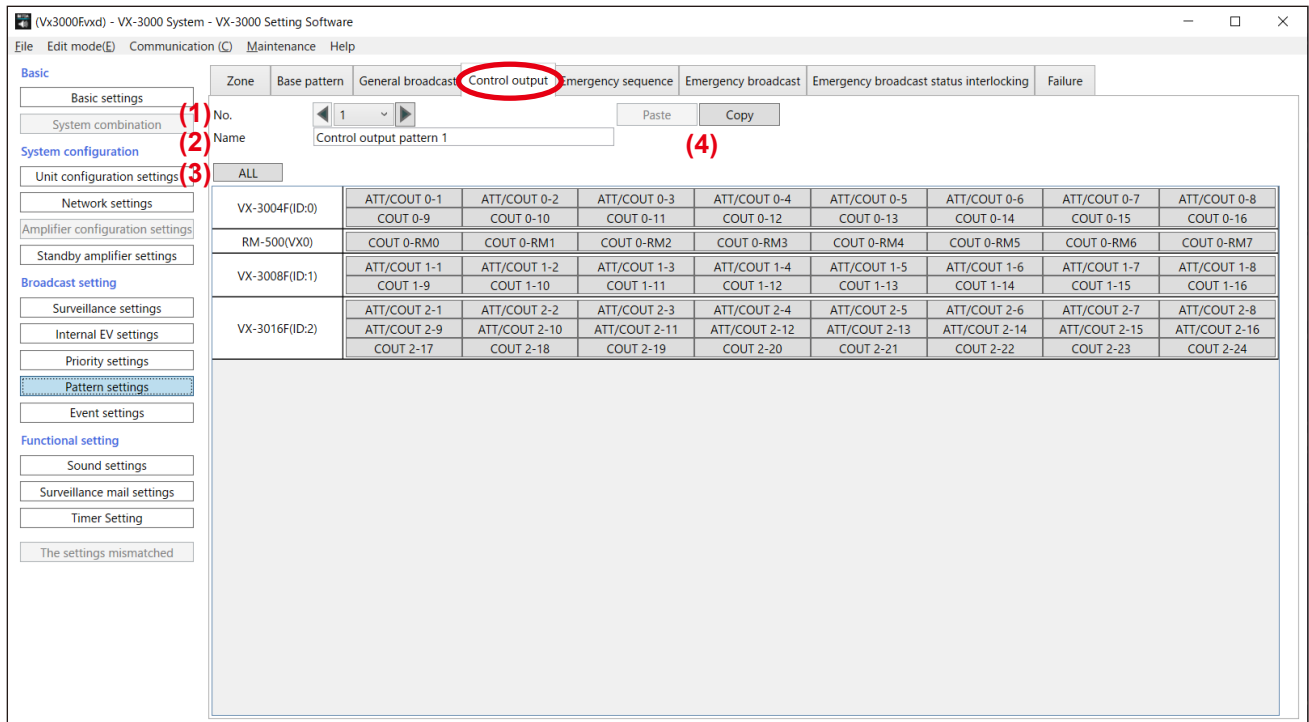 (Vx3000F.vxd) - VX-3000 System - VX-3000 Setting Software
File Edit mode(E) Communication (C) Maintenance Help
Basic
Basic settings
System combination
System configuration
Unit configuration settings
Network settings
Amplifier configuration settings
Standby amplifier settings
Broadcast setting
Surveillance settings
Internal EV settings
Priority settings
Pattern settings
Event settings
Functional setting
Sound settings
Surveillance mail settings
Timer Setting
The settings mismatched
Zone Base pattern General broadcast Control output Emergency sequence Emergency broadcast Emergency broadcast status interlocking Failure
(1) No. 1 Paste Copy
(2) Name Control output pattern 1 (4)
(3) ALL
VX-3004F(ID:0)
ATT/COUT 0-1 ATT/COUT 0-2 ATT/COUT 0-3 ATT/COUT 0-4 ATT/COUT 0-5 ATT/COUT 0-6 ATT/COUT 0-7 ATT/COUT 0-8
COUT 0-9 COUT 0-10 COUT 0-11 COUT 0-12 COUT 0-13 COUT 0-14 COUT 0-15 COUT 0-16
RM-500(VX0) COUT 0-RM0 COUT 0-RM1 COUT 0-RM2 COUT 0-RM3 COUT 0-RM4 COUT 0-RM5 COUT 0-RM6 COUT 0-RM7
VX-3008F(ID:1)
ATT/COUT 1-1 ATT/COUT 1-2 ATT/COUT 1-3 ATT/COUT 1-4 ATT/COUT 1-5 ATT/COUT 1-6 ATT/COUT 1-7 ATT/COUT 1-8
COUT 1-9 COUT 1-10 COUT 1-11 COUT 1-12 COUT 1-13 COUT 1-14 COUT 1-15 COUT 1-16
VX-3016F(ID:2)
ATT/COUT 2-1 ATT/COUT 2-2 ATT/COUT 2-3 ATT/COUT 2-4 ATT/COUT 2-5 ATT/COUT 2-6 ATT/COUT 2-7 ATT/COUT 2-8
ATT/COUT 2-9 ATT/COUT 2-10 ATT/COUT 2-11 ATT/COUT 2-12 ATT/COUT 2-13 ATT/COUT 2-14 ATT/COUT 2-15 ATT/COUT 2-16
COUT 2-17 COUT 2-18 COUT 2-19 COUT 2-20 COUT 2-21 COUT 2-22 COUT 2-23 COUT 2-24